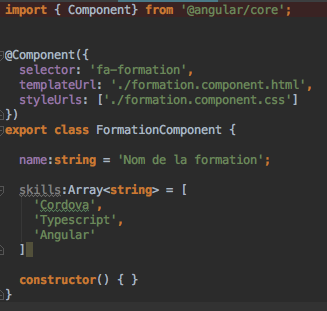 import { Component} from '@angular/core';
@Component({
selector: 'fa-formation',
templateUrl: './formation.component.html',
styleUrls: ['./formation.component.css']
})
export class FormationComponent {
name:string = 'Nom de la formation';
skills:Array<string> = [
'Cordova',
'Typescript',
'Angular'
]
constructor() { }
}